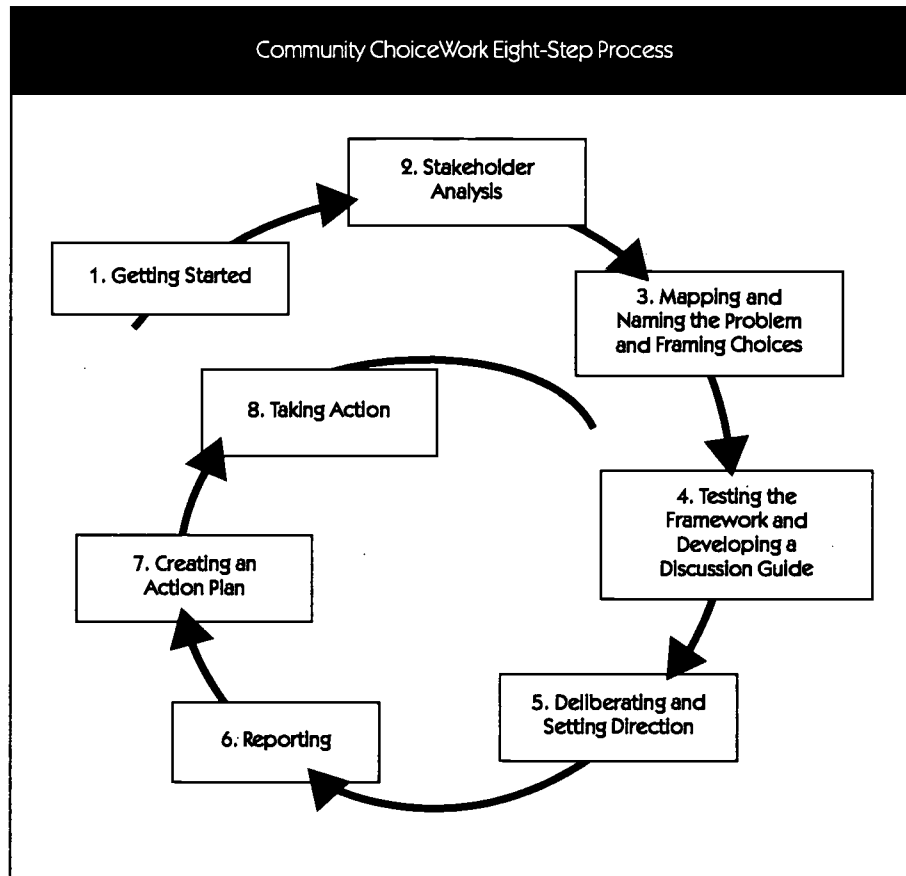 Community ChoiceWork Eight-Step Process
1. Getting Started
2. Stakeholder
Analysis
3. Mapping and
Naming the Problem
and Framing Choices
4. Testing the
Framework and
Developing a
Discussion Guide
5. Deliberating and
Setting Direction
6. Reporting
7. Creating an
Action Plan
8. Taking Action